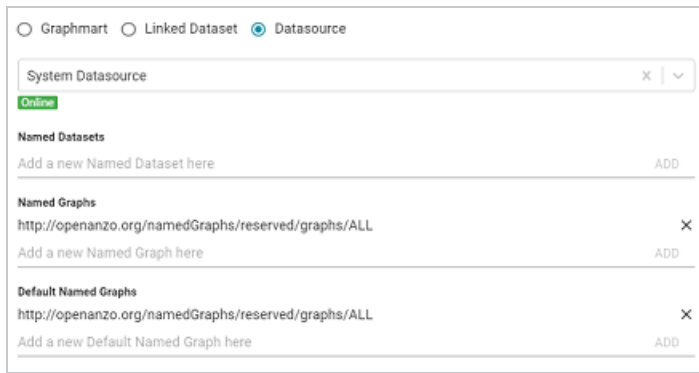 Graphmart Linked Dataset Datasource
System Datasource
Online
Named Datasets
Add a new Named Dataset here ADD
Named Graphs
http://openanzo.org/namedGraphs/reserved/graphs/ALL
Add a new Named Graph here ADD
Default Named Graphs
http://openanzo.org/namedGraphs/reserved/graphs/ALL
Add a new Default Named Graph here ADD